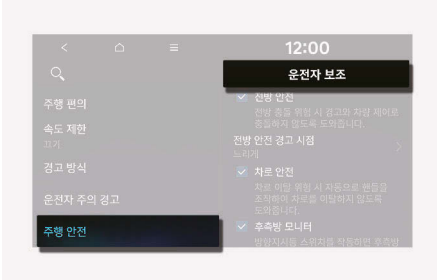 12:00
운전자 보조
주행 편의
속도 제한
끄기
경고 방식
운전자 주의 경고
주행 안전
전방 안전
전방 충돌 위험 시 경고와 차량 제어로
충돌하지 않도록 도와줍니다.
전방 안전 경고 시점
느리게
차로 안전
차로 이탈 위험 시 자동으로 핸들을
조작하여 차로를 이탈하지 않도록
도와줍니다.
후측방 모니터
방향지시등 스위치를 작동하면 후측방